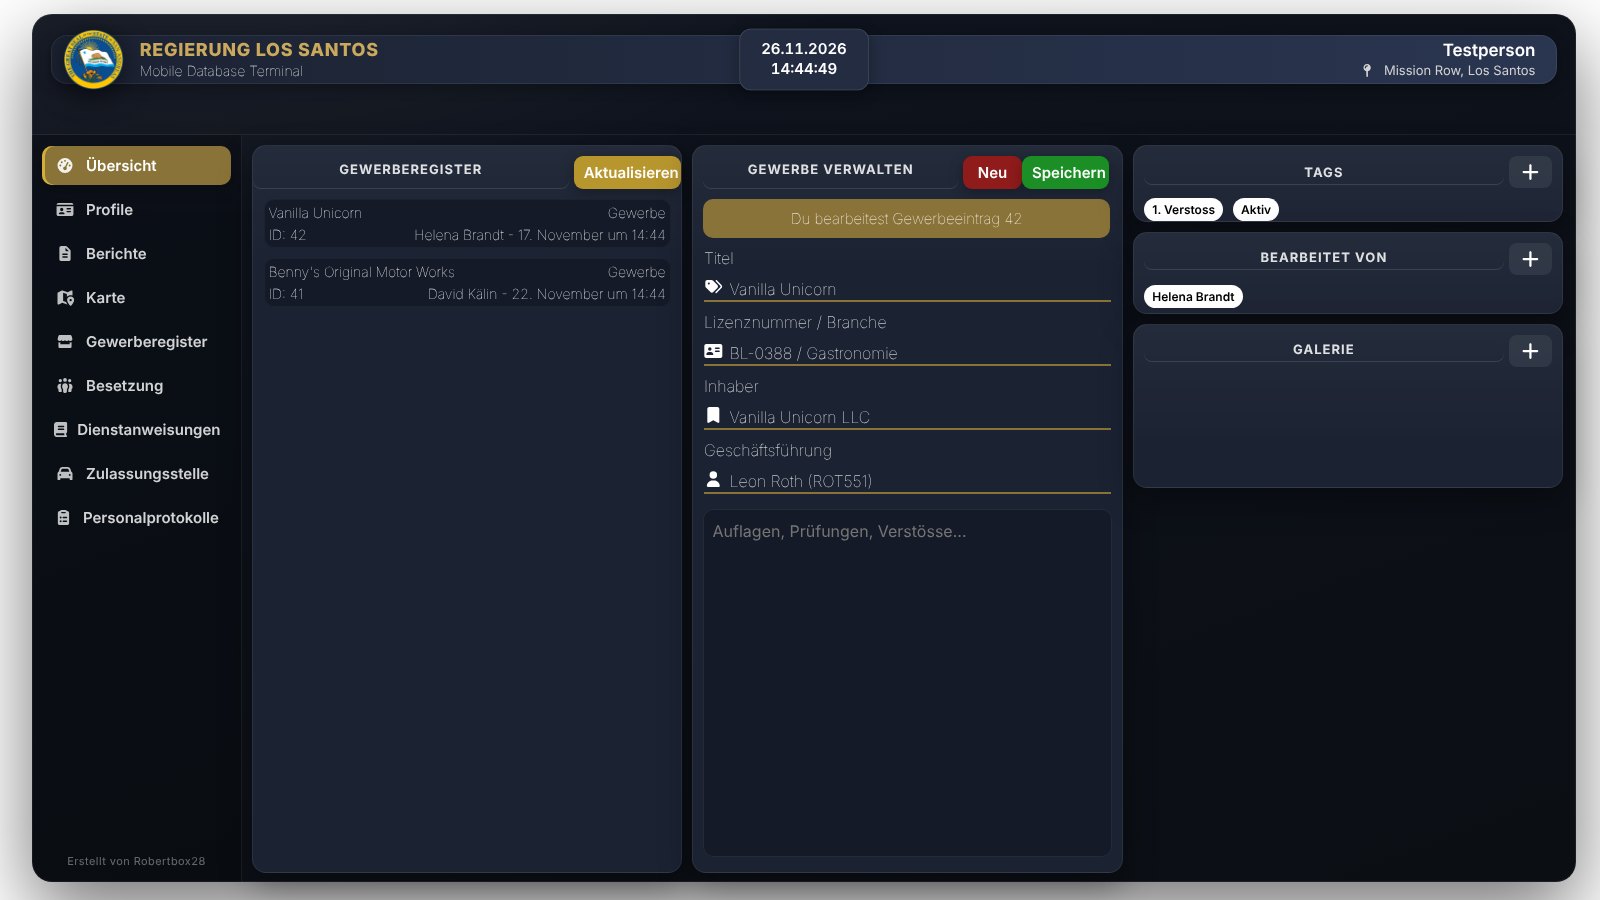 REGIERUNG LOS SANTOS
Mobile Database Terminal
26.11.2026
14:44:49
Testperson
Mission Row, Los Santos
Übersicht
Profile
Berichte
Karte
Gewerberegister
Besetzung
Dienstanweisungen
Zulassungsstelle
Personalprotokolle
Erstellt von Robertbox28
GEWERBEREGISTER
Aktualisieren
Vanilla Unicorn
Gewerbe
ID: 42
Helena Brandt - 17. November um 14:44
Benny's Original Motor Works
Gewerbe
ID: 41
David Kälin - 22. November um 14:44
GEWERBE VERWALTEN
Neu
Speichern
Du bearbeitest Gewerbeeintrag 42
Titel
Vanilla Unicorn
Lizenznummer / Branche
BL-0388 / Gastronomie
Inhaber
Vanilla Unicorn LLC
Geschäftsführung
Leon Roth (ROT551)
Auflagen, Prüfungen, Verstösse...
TAGS
1. Verstoss
Aktiv
BEARBEITET VON
Helena Brandt
GALERIE